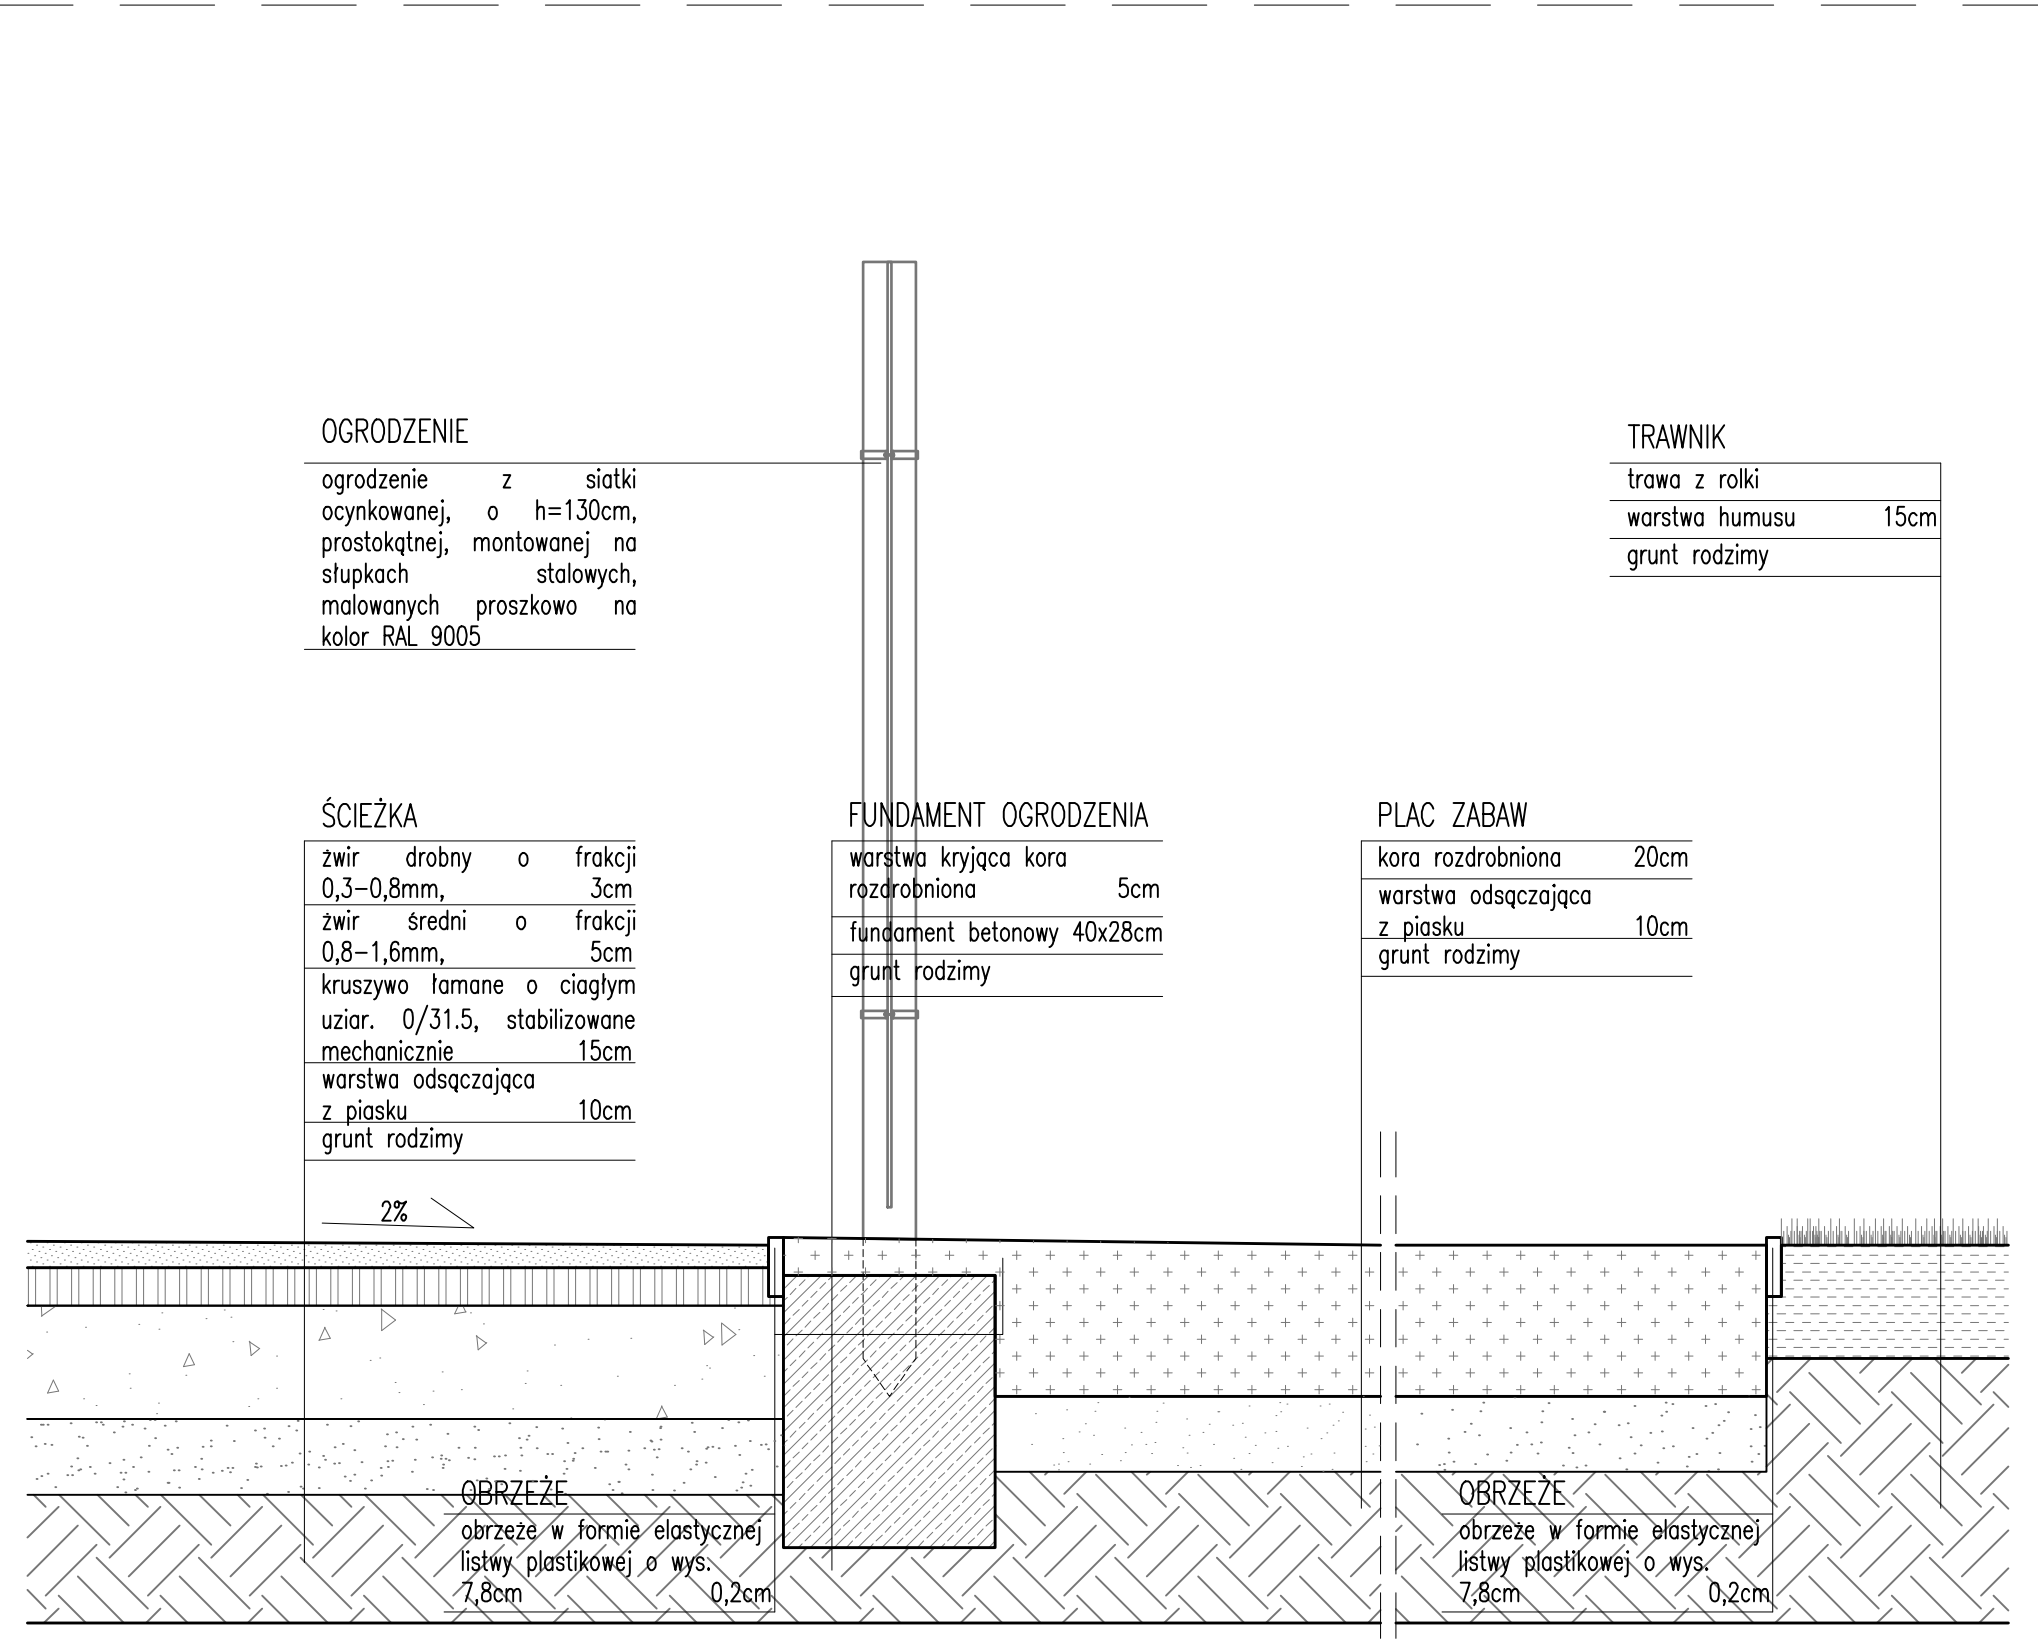 OGRODZENIE
ogrodzenie z siatki
ocynkowanej, o h=130cm,
prostokątnej, montowanej na
słupkach stalowych,
malowanych proszkowo na
kolor RAL 9005
TRAWNIK
trawa z rolki
warstwa humusu 15cm
grunt rodzimy
ŚCIEŻKA
żwir drobny o frakcji
0,3-0,8mm, 3cm
żwir średni o frakcji
0,8-1,6mm, 5cm
kruszywo łamane o ciagłym
uziar. 0/31.5, stabilizowane
mechanicznie 15cm
warstwa odsączająca
z piasku 10cm
grunt rodzimy
2%
FUNDAMENT OGRODZENIA
warstwa kryjąca kora
rozdrobniona 5cm
fundament betonowy 40x28cm
grunt rodzimy
PLAC ZABAW
kora rozdrobniona 20cm
warstwa odsączająca
z piasku 10cm
grunt rodzimy
OBRZEŻE
obrzeże w formie elastycznej
listwy plastikowej o wys.
7,8cm 0,2cm
OBRZEŻE
obrzeże w formie elastycznej
listwy plastikowej o wys.
7,8cm 0,2cm